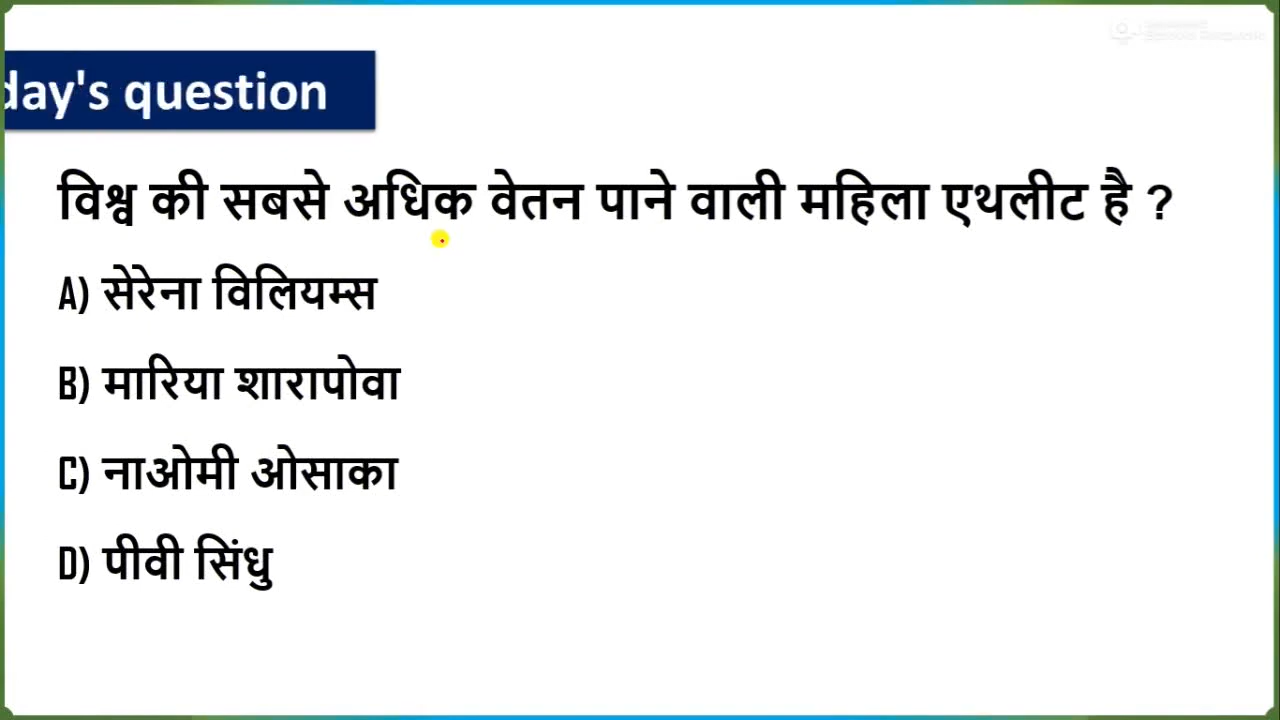 day's question
विश्व की सबसे अधिक वेतन पाने वाली महिला एथलीट है ?
A) सेरेना विलियम्स
B) मारिया शारापोवा
C) नाओमी ओसाका
D) पीवी सिंधु